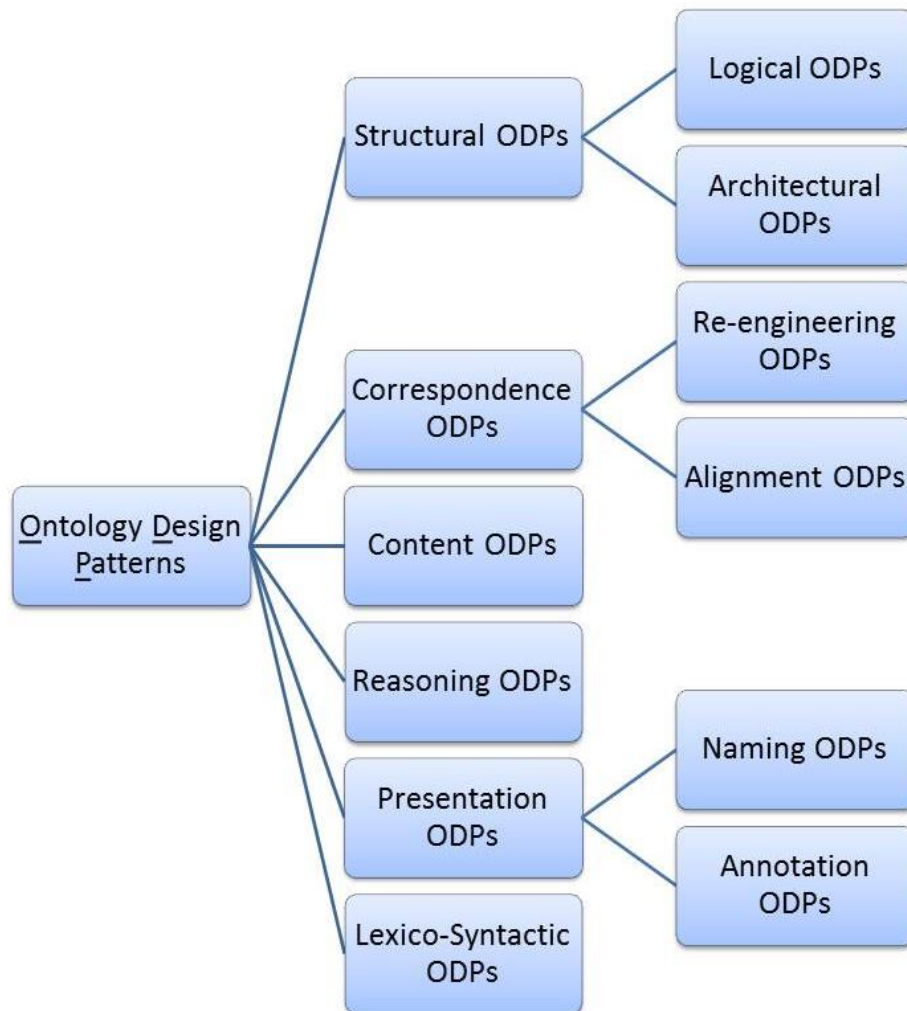 Logical ODPs
Structural ODPs
Architectural
ODPs
Re-engineering
ODPs
Correspondence
ODPs
Alignment ODPs
Ontology Design
Patterns
Content ODPs
Reasoning ODPs
Naming ODPs
Presentation
ODPs
Annotation
ODPs
Lexico-Syntactic
ODPs